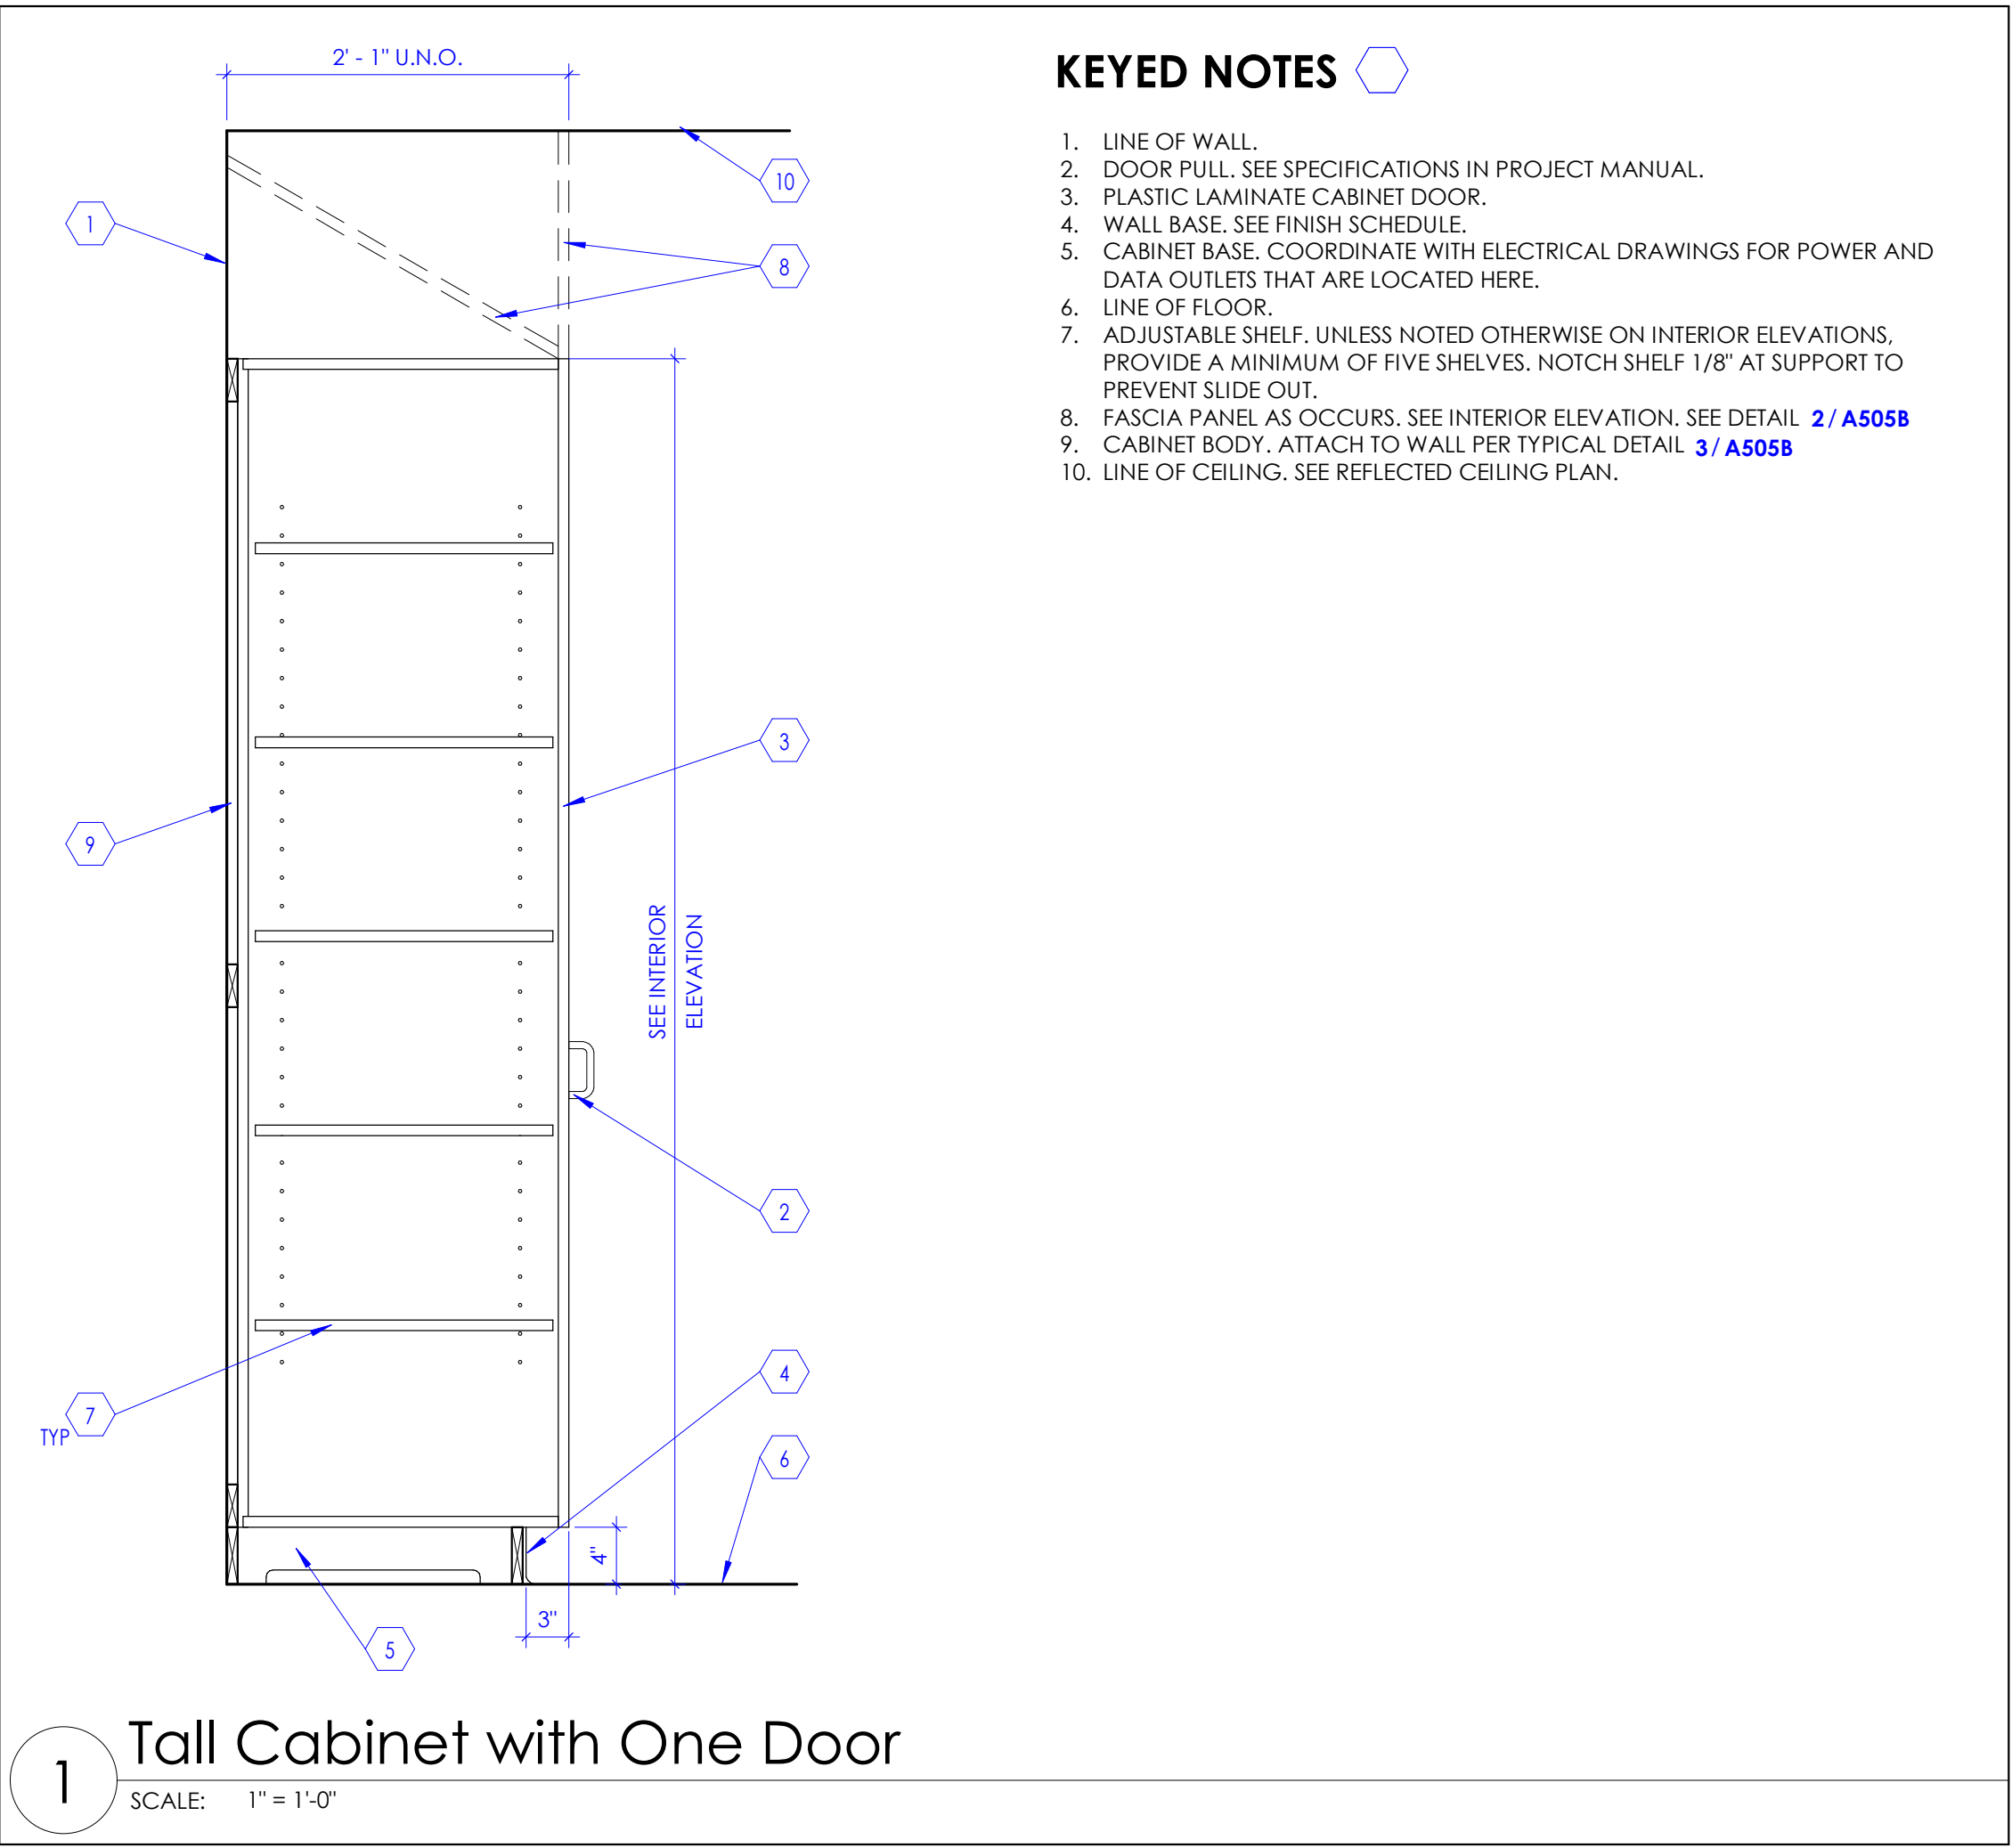 2' - 1" U.N.O.
10
1
8
3
9
SEE INTERIOR
ELEVATION
2
4
7
TYP
6
4"
3"
5
KEYED NOTES
1. LINE OF WALL.
2. DOOR PULL. SEE SPECIFICATIONS IN PROJECT MANUAL.
3. PLASTIC LAMINATE CABINET DOOR.
4. WALL BASE. SEE FINISH SCHEDULE.
5. CABINET BASE. COORDINATE WITH ELECTRICAL DRAWINGS FOR POWER AND
DATA OUTLETS THAT ARE LOCATED HERE.
6. LINE OF FLOOR.
7. ADJUSTABLE SHELF. UNLESS NOTED OTHERWISE ON INTERIOR ELEVATIONS,
PROVIDE A MINIMUM OF FIVE SHELVES. NOTCH SHELF 1/8" AT SUPPORT TO
PREVENT SLIDE OUT.
8. FASCIA PANEL AS OCCURS. SEE INTERIOR ELEVATION. SEE DETAIL 2 / A505B
9. CABINET BODY. ATTACH TO WALL PER TYPICAL DETAIL 3 / A505B
10. LINE OF CEILING. SEE REFLECTED CEILING PLAN.
1
Tall Cabinet with One Door
SCALE: 1" = 1'-0"